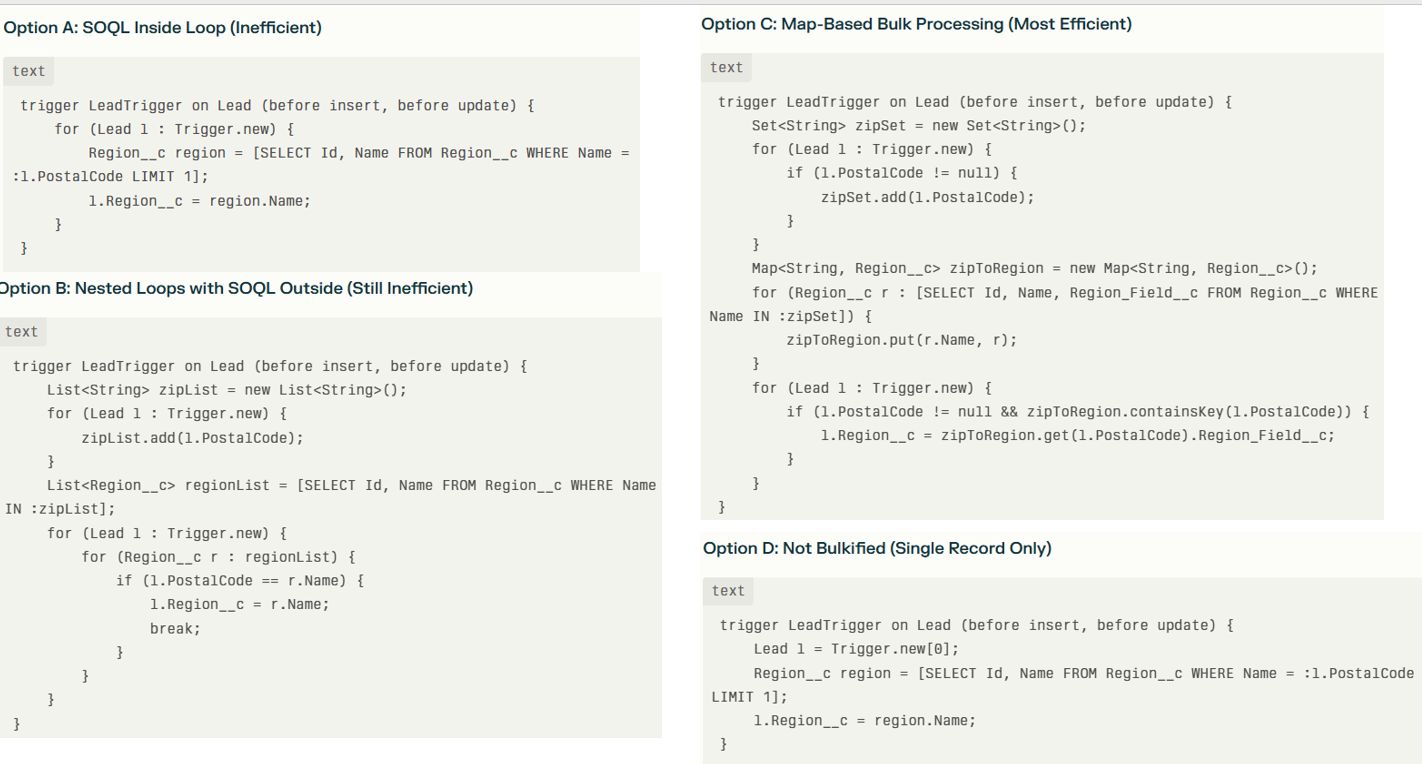 Option A: SOQL Inside Loop (Inefficient)
text
trigger LeadTrigger on Lead (before insert, before update) {
    for (Lead l : Trigger.new) {
        Region__c region = [SELECT Id, Name FROM Region__c WHERE Name =
:l.PostalCode LIMIT 1];
        l.Region__c = region.Name;
    }
}
Option B: Nested Loops with SOQL Outside (Still Inefficient)
text
trigger LeadTrigger on Lead (before insert, before update) {
    List<String> zipList = new List<String>();
    for (Lead l : Trigger.new) {
        zipList.add(l.PostalCode);
    }
    List<Region__c> regionList = [SELECT Id, Name FROM Region__c WHERE Name
IN :zipList];
    for (Lead l : Trigger.new) {
        for (Region__c r : regionList) {
            if (l.PostalCode == r.Name) {
                l.Region__c = r.Name;
                break;
            }
        }
    }
}
Option C: Map-Based Bulk Processing (Most Efficient)
text
trigger LeadTrigger on Lead (before insert, before update) {
    Set<String> zipSet = new Set<String>();
    for (Lead l : Trigger.new) {
        if (l.PostalCode != null) {
            zipSet.add(l.PostalCode);
        }
    }
    Map<String, Region__c> zipToRegion = new Map<String, Region__c>();
    for (Region__c r : [SELECT Id, Name, Region_Field__c FROM Region__c WHERE
Name IN :zipSet]) {
        zipToRegion.put(r.Name, r);
    }
    for (Lead l : Trigger.new) {
        if (l.PostalCode != null && zipToRegion.containsKey(l.PostalCode)) {
            l.Region__c = zipToRegion.get(l.PostalCode).Region_Field__c;
        }
    }
}
Option D: Not Bulkified (Single Record Only)
text
trigger LeadTrigger on Lead (before insert, before update) {
    Lead l = Trigger.new[0];
    Region__c region = [SELECT Id, Name FROM Region__c WHERE Name = :l.PostalCode
LIMIT 1];
    l.Region__c = region.Name;
}